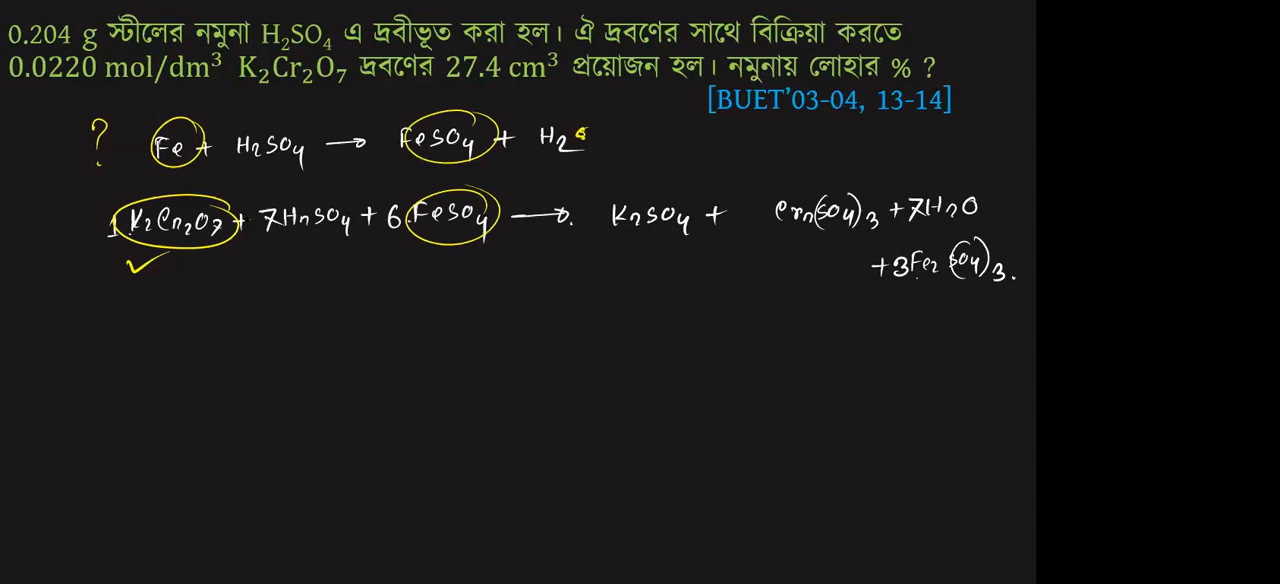 0.204 g স্টীলের নমুনা H₂SO₄ এ দ্রবীভূত করা হল। ঐ দ্রবণের সাথে বিক্রিয়া করতে
0.0220 mol/dm³ K₂Cr₂O₇ দ্রবণের 27.4 cm³ প্রয়োজন হল। নমুনায় লোহার % ?
[BUET’03-04, 13-14]
? Fe + H₂SO₄ → FeSO₄ + H₂
1 K₂Cr₂O₇ + 7H₂SO₄ + 6 FeSO₄ → K₂SO₄ + Cr₂(SO₄)₃ + 7H₂O
+ 3Fe₂(SO₄)₃.